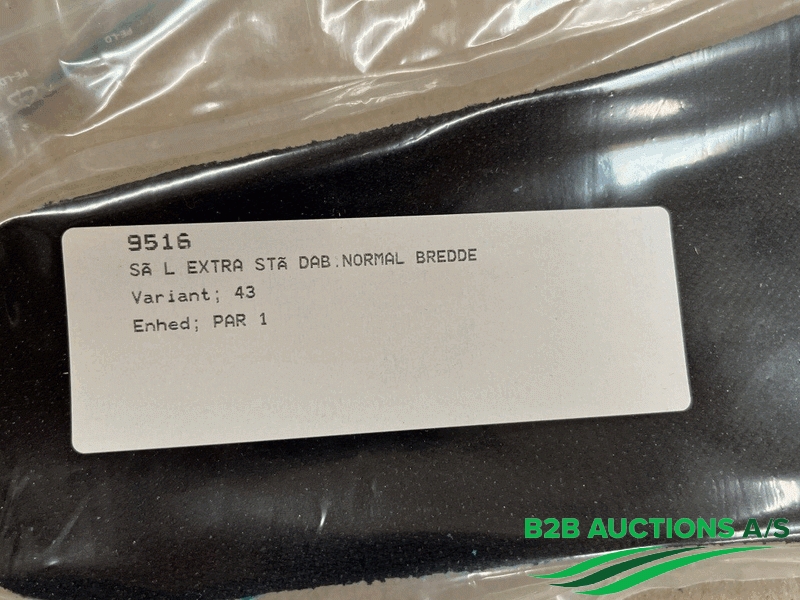 9516
Sã L EXTRA STã DAB.NORMAL BREDDE
Variant; 43
Enhed; PAR 1
B2B AUCTIONS A/S